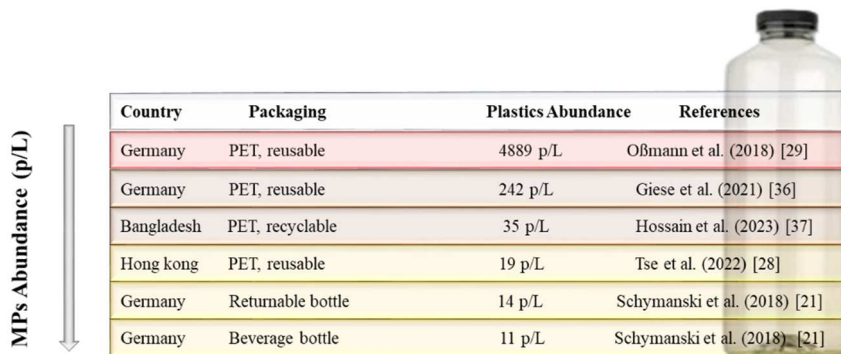 MPs Abundance (p/L)
Country Packaging Plastics Abundance References
Germany PET, reusable 4889 p/L Oßmann et al. (2018) [29]
Germany PET, reusable 242 p/L Giese et al. (2021) [36]
Bangladesh PET, recyclable 35 p/L Hossain et al. (2023) [37]
Hong kong PET, reusable 19 p/L Tse et al. (2022) [28]
Germany Returnable bottle 14 p/L Schymanski et al. (2018) [21]
Germany Beverage bottle 11 p/L Schymanski et al. (2018) [21]